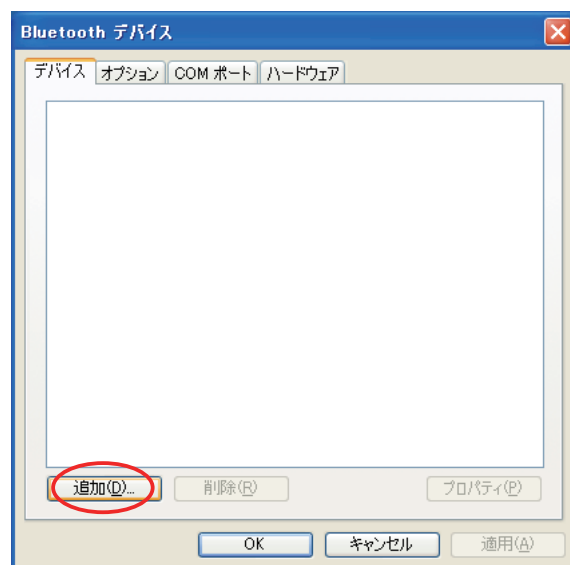 Bluetooth デバイス
デバイス オプション COM ポート ハードウェア
追加(D)... 削除(R) プロパティ(P)
OK キャンセル 適用(A)